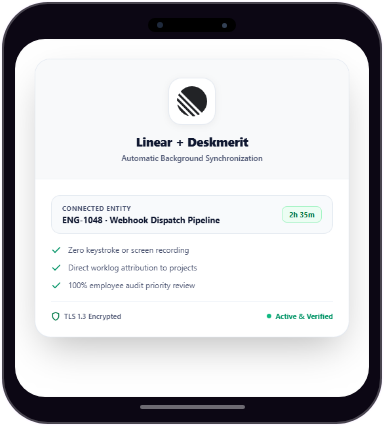 Linear + Deskmerit
Automatic Background Synchronization
CONNECTED ENTITY
ENG-1048 · Webhook Dispatch Pipeline
2h 35m
Zero keystroke or screen recording
Direct worklog attribution to projects
100% employee audit priority review
TLS 1.3 Encrypted
Active & Verified